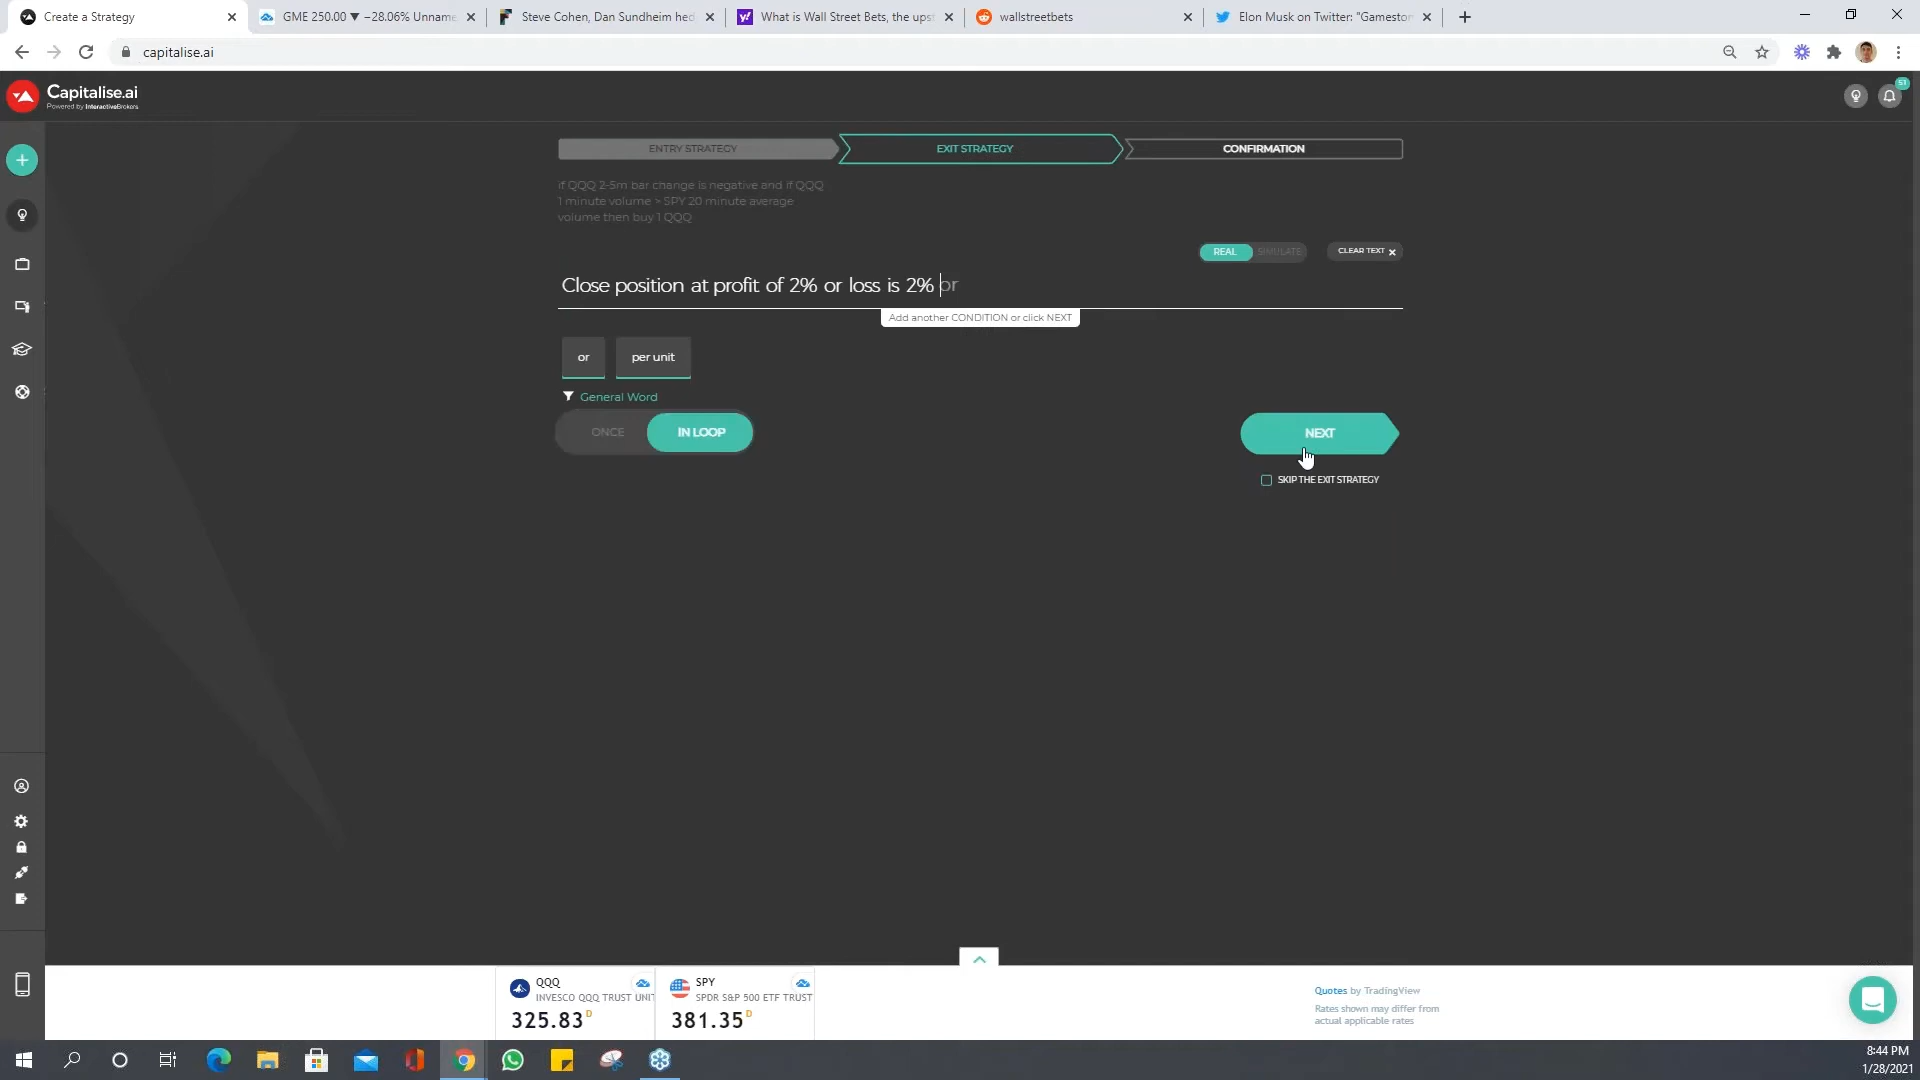 Create a Strategy
GME 250.00 ▼ −28.06% Unname
Steve Cohen, Dan Sundheim hed
What is Wall Street Bets, the upst
wallstreetbets
Elon Musk on Twitter: "Gamestor
capitalise.ai
Capitalise.ai
Powered by InteractiveBrokers
51
ENTRY STRATEGY
EXIT STRATEGY
CONFIRMATION
if QQQ 2-5m bar change is negative and if QQQ
1 minute volume > SPY 20 minute average
volume then buy 1 QQQ
REAL
SIMULATE
CLEAR TEXT ×
Close position at profit of 2% or loss is 2% or
Add another CONDITION or click NEXT
or
per unit
General Word
ONCE
IN LOOP
NEXT
SKIP THE EXIT STRATEGY
QQQ
INVESCO QQQ TRUST UNIT
325.83 D
SPY
SPDR S&P 500 ETF TRUST
381.35 D
Quotes by TradingView
Rates shown may differ from
actual applicable rates
8:44 PM
1/28/2021